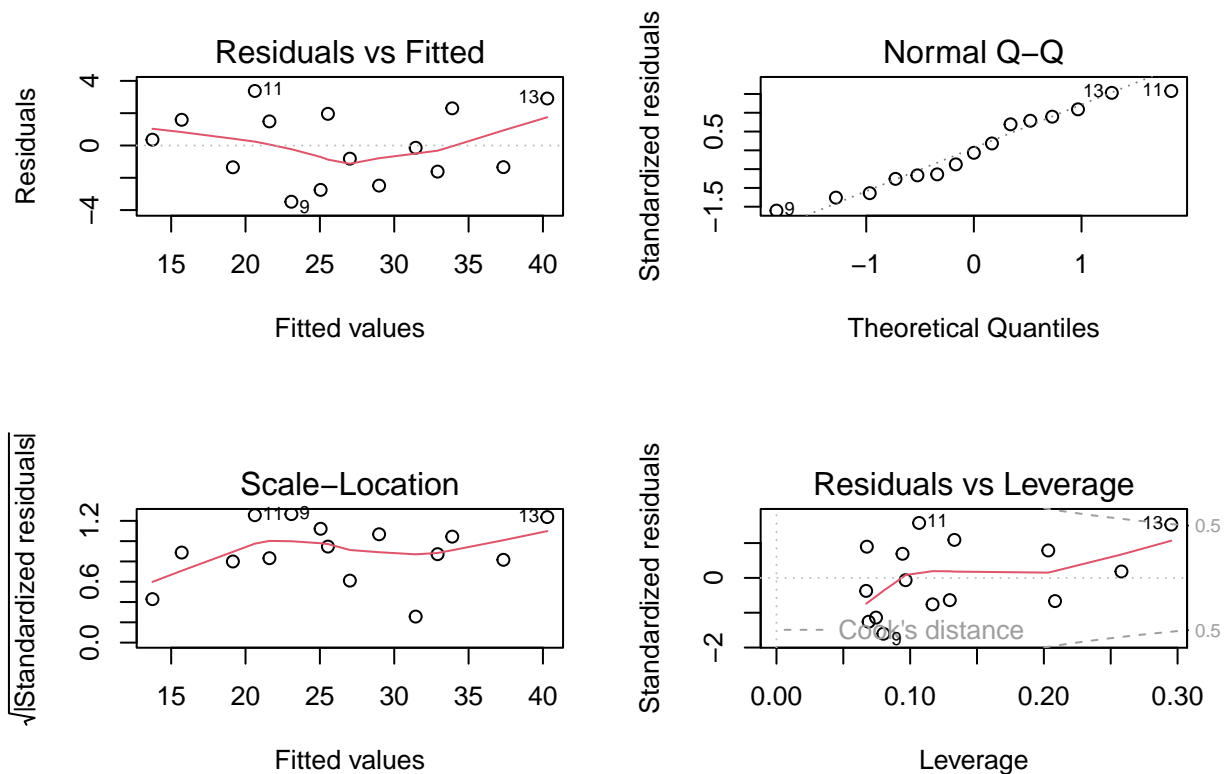 Residuals vs Fitted
Residuals
4
0
−4
11
13
9
15 20 25 30 35 40
Fitted values
Normal Q−Q
Standardized residuals
0.5
−1.5
13
11
9
−1 0 1
Theoretical Quantiles
Scale−Location
√|Standardized residuals|
1.2
0.6
0.0
11
9
13
15 20 25 30 35 40
Fitted values
Residuals vs Leverage
Standardized residuals
0
−2
11
13
0.5
Cook's distance
9
0.5
0.00 0.10 0.20 0.30
Leverage